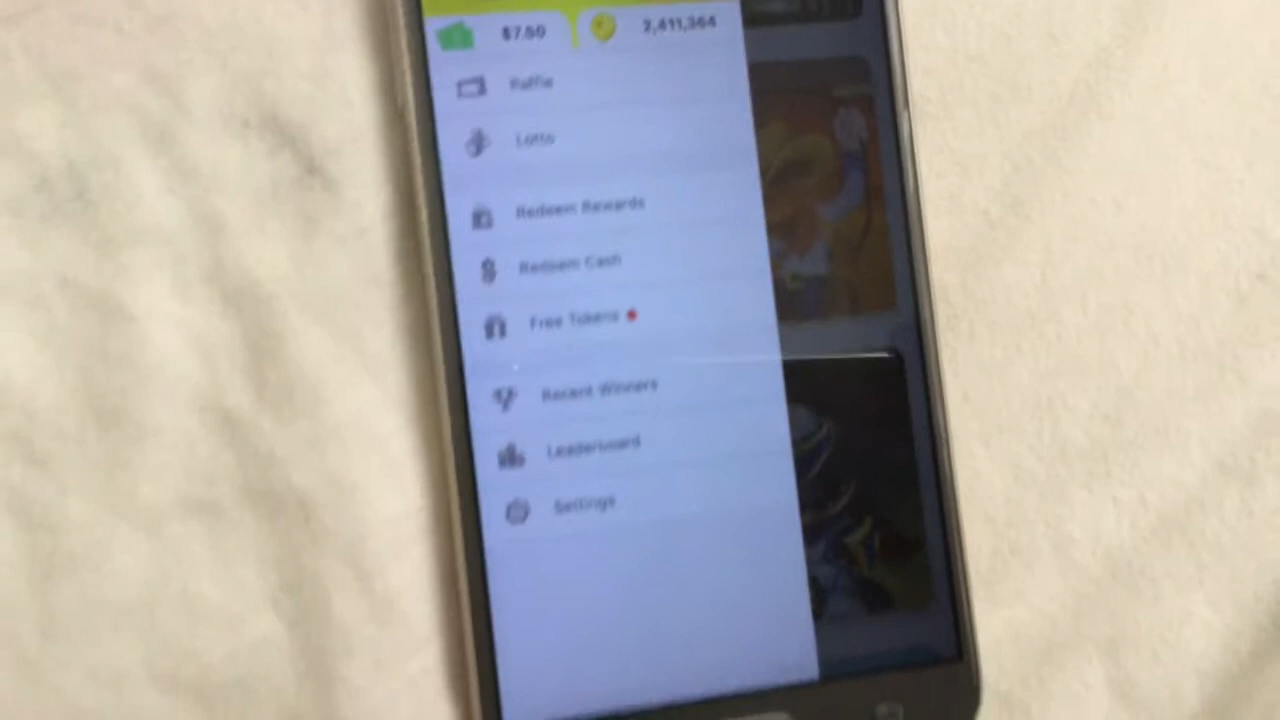 $7.50 2,411,364
Raffle
Lotto
Redeem Rewards
Redeem Cash
Free Tokens
Recent Winners
Leaderboard
Settings